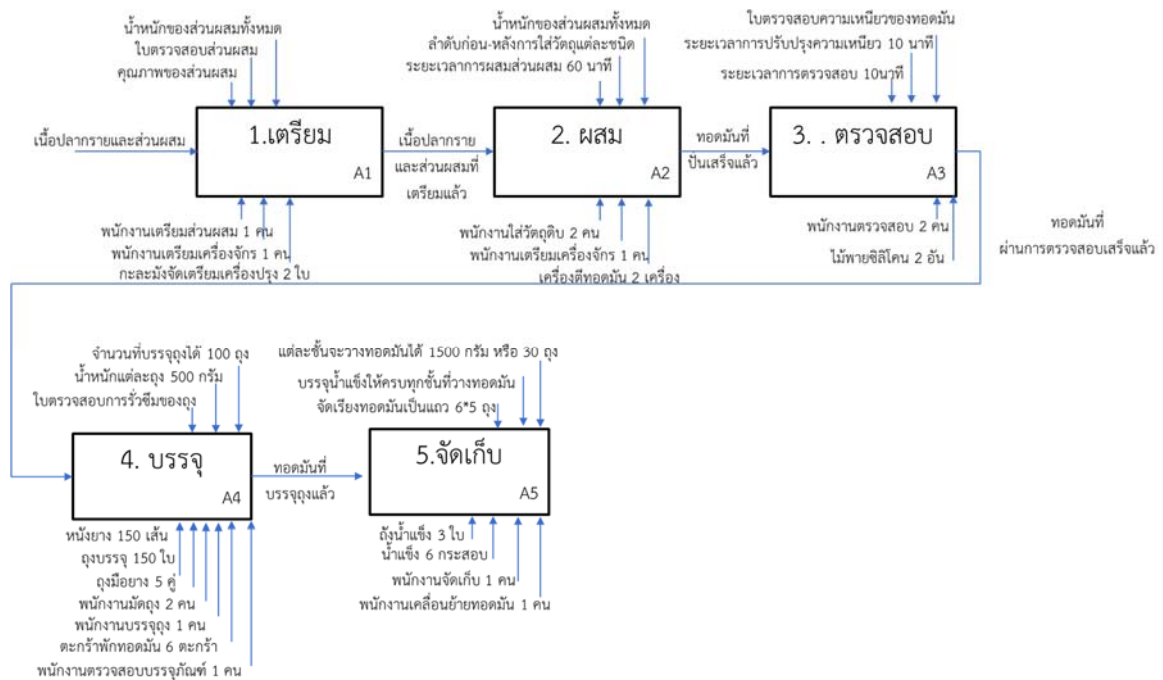 น้ำหนักของส่วนผสมทั้งหมด
ใบตรวจสอบส่วนผสม
คุณภาพของส่วนผสม
เนื้อปลากรายและส่วนผสม
1.เตรียม
A1
พนักงานเตรียมส่วนผสม 1 คน
พนักงานเตรียมเครื่องจักร 1 คน
กะละมังจัดเตรียมเครื่องปรุง 2 ใบ
เนื้อปลากราย
และส่วนผสมที่
เตรียมแล้ว
น้ำหนักของส่วนผสมทั้งหมด
ลำดับก่อน-หลังการใส่วัตถุแต่ละชนิด
ระยะเวลาการผสมส่วนผสม 60 นาที
2. ผสม
A2
พนักงานใส่วัตถุดิบ 2 คน
พนักงานเตรียมเครื่องจักร 1 คน
เครื่องตีทอดมัน 2 เครื่อง
ทอดมันที่
ปั่นเสร็จแล้ว
ใบตรวจสอบความเหนียวของทอดมัน
ระยะเวลาการปรับปรุงความเหนียว 10 นาที
ระยะเวลาการตรวจสอบ 10นาที
3. . ตรวจสอบ
A3
พนักงานตรวจสอบ 2 คน
ไม้พายซิลิโคน 2 อัน
ทอดมันที่
ผ่านการตรวจสอบเสร็จแล้ว
จำนวนที่บรรจุถุงได้ 100 ถุง
น้ำหนักแต่ละถุง 500 กรัม
ใบตรวจสอบการรั่วซึมของถุง
4. บรรจุ
A4
หนังยาง 150 เส้น
ถุงบรรจุ 150 ใบ
ถุงมือยาง 5 คู่
พนักงานมัดถุง 2 คน
พนักงานบรรจุถุง 1 คน
ตะกร้าพักทอดมัน 6 ตะกร้า
พนักงานตรวจสอบบรรจุภัณฑ์ 1 คน
ทอดมันที่
บรรจุถุงแล้ว
แต่ละชั้นจะวางทอดมันได้ 1500 กรัม หรือ 30 ถุง
บรรจุน้ำแข็งให้ครบทุกชั้นที่วางทอดมัน
จัดเรียงทอดมันเป็นแถว 6*5 ถุง
5.จัดเก็บ
A5
ถังน้ำแข็ง 3 ใบ
น้ำแข็ง 6 กระสอบ
พนักงานจัดเก็บ 1 คน
พนักงานเคลื่อนย้ายทอดมัน 1 คน